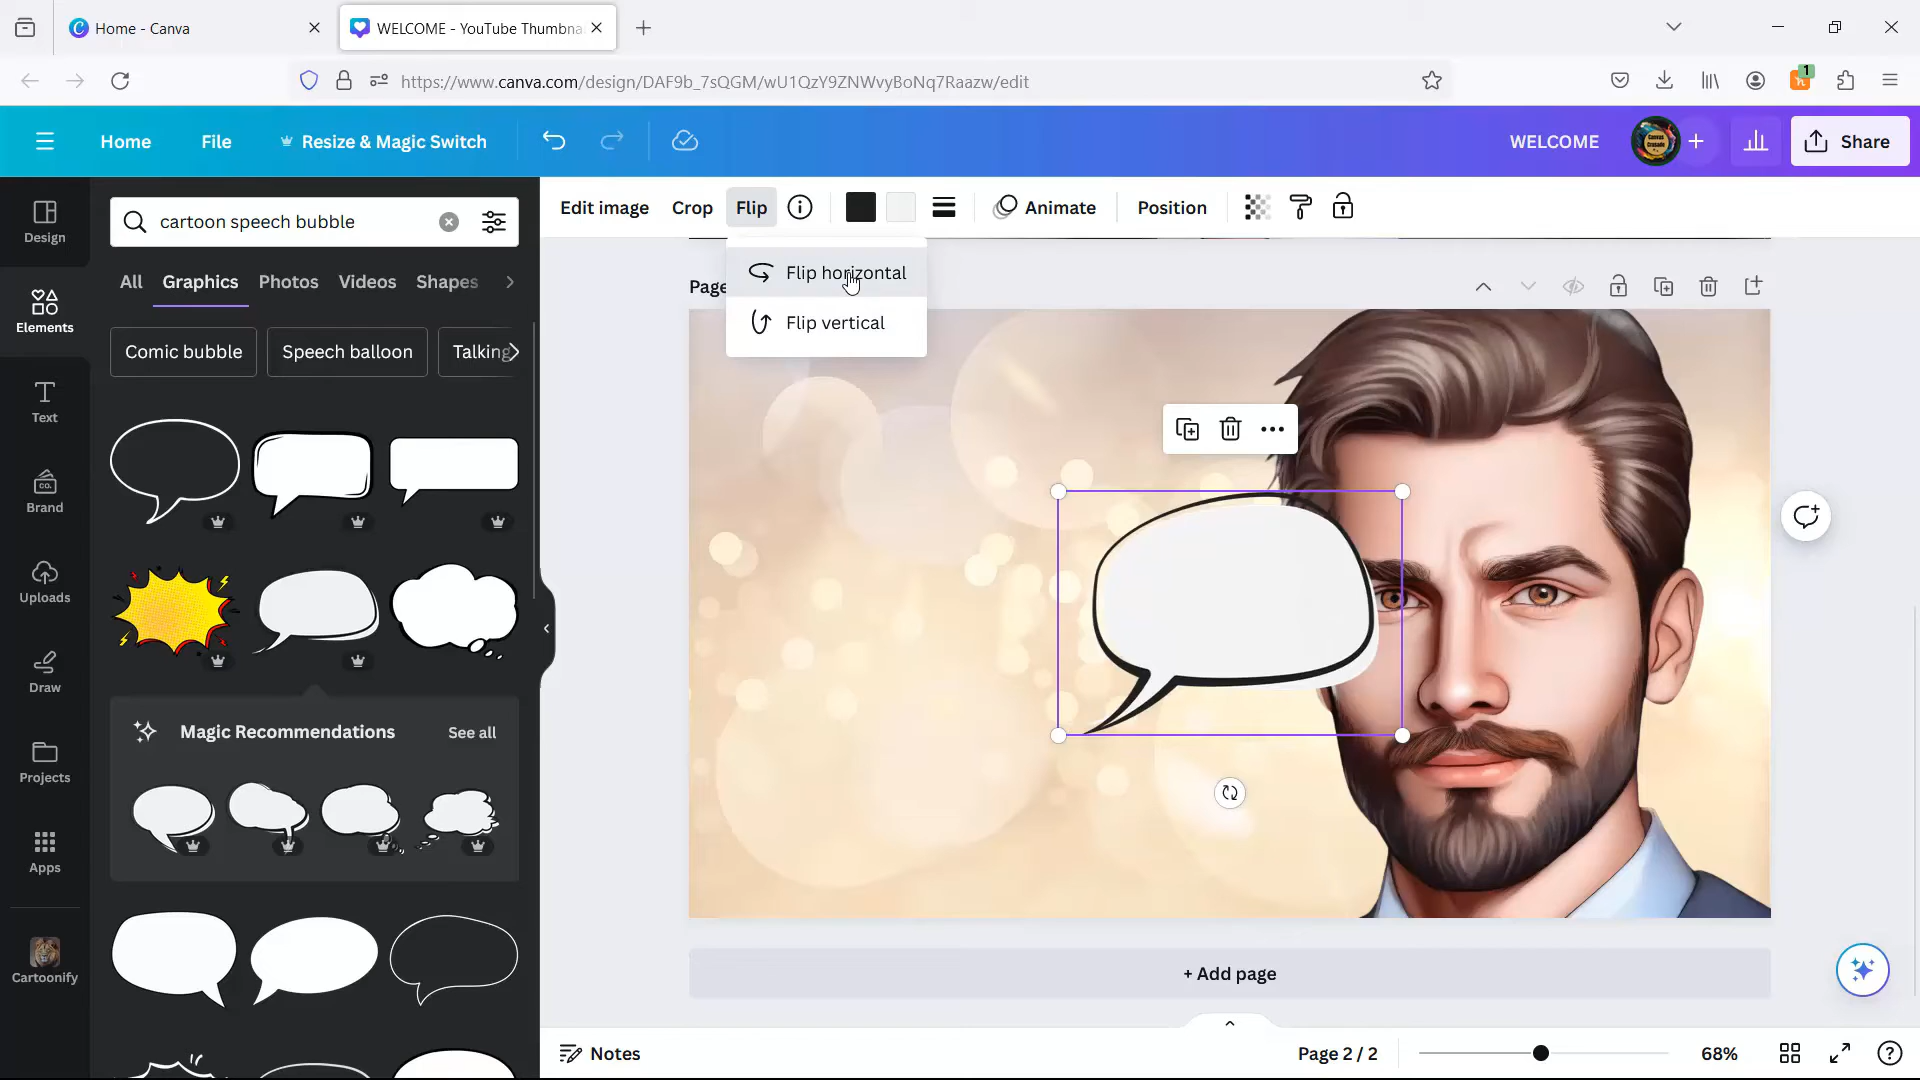 Home - Canva
WELCOME - YouTube Thumbna
https://www.canva.com/design/DAF9b_7sQGM/wU1QzY9ZNWvyBoNq7Raazw/edit
1
Home
File
Resize & Magic Switch
WELCOME
Share
Design
Elements
Text
Brand
Uploads
Draw
Projects
Apps
Cartoonify
cartoon speech bubble
All
Graphics
Photos
Videos
Shapes
Comic bubble
Speech balloon
Talking
Magic Recommendations
See all
Edit image
Crop
Flip
Animate
Position
Flip horizontal
Flip vertical
Page
+ Add page
Notes
Page 2 / 2
68%